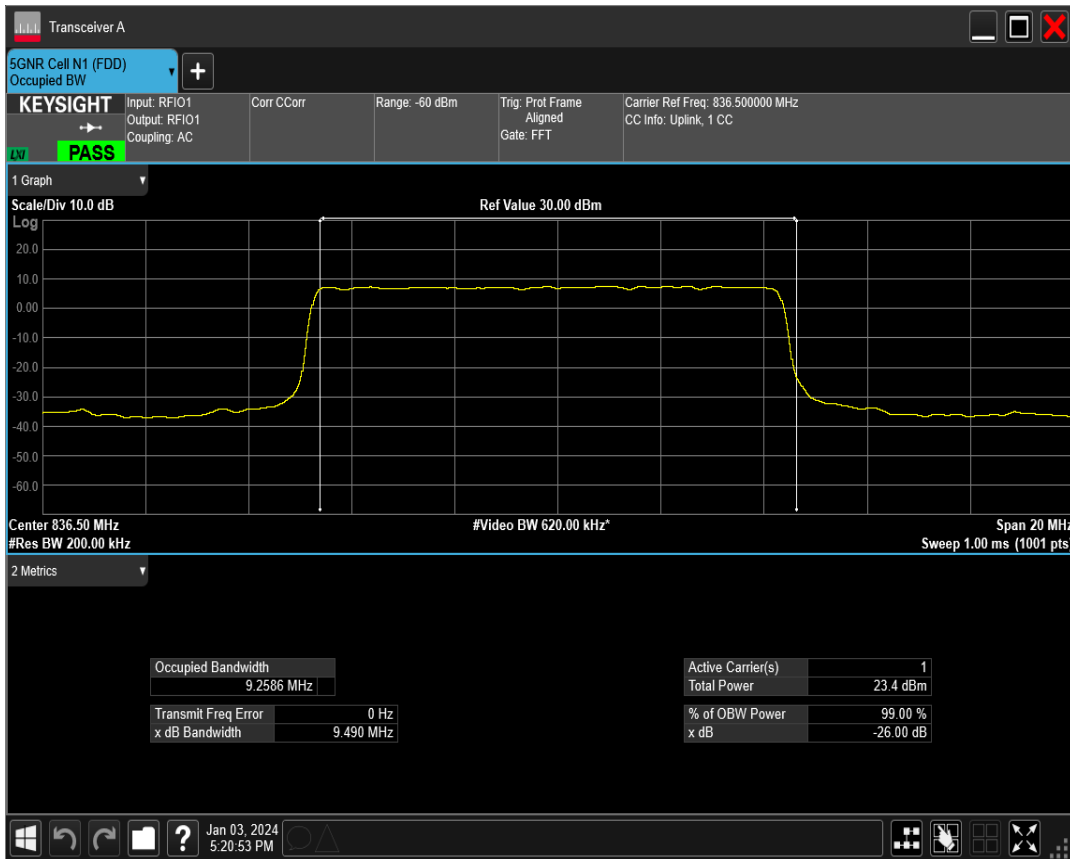 Transceiver A
5GNR Cell N1 (FDD)
Occupied BW
+
KEYSIGHT
LXI
PASS
Input: RFIO1
Output: RFIO1
Coupling: AC
Corr CCorr
Range: -60 dBm
Trig: Prot Frame
Aligned
Gate: FFT
Carrier Ref Freq: 836.500000 MHz
CC Info: Uplink, 1 CC
1 Graph
Scale/Div 10.0 dB
Ref Value 30.00 dBm
Log
20.0
10.0
0.00
-10.0
-20.0
-30.0
-40.0
-50.0
-60.0
Center 836.50 MHz
#Video BW 620.00 kHz*
Span 20 MHz
#Res BW 200.00 kHz
Sweep 1.00 ms (1001 pts)
2 Metrics
Occupied Bandwidth
9.2586 MHz
Transmit Freq Error 0 Hz
x dB Bandwidth 9.490 MHz
Active Carrier(s) 1
Total Power 23.4 dBm
% of OBW Power 99.00 %
x dB -26.00 dB
?
Jan 03, 2024
5:20:53 PM